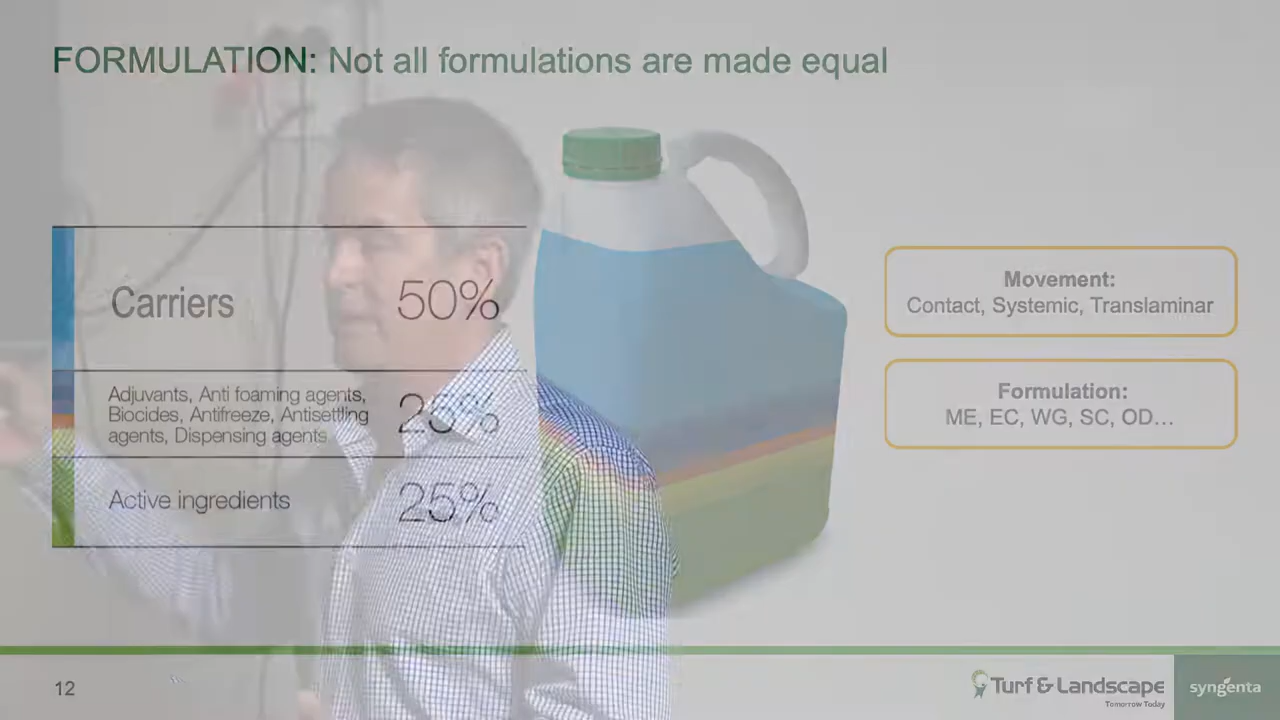 FORMULATION: Not all formulations are made equal
Carriers 50%
Adjuvants, Anti foaming agents,
Biocides, Antifreeze, Antisettling
agents, Dispensing agents
25%
Active ingredients 25%
Movement:
Contact, Systemic, Translaminar
Formulation:
ME, EC, WG, SC, OD…
12
Turf & Landscape
Tomorrow Today
syngenta